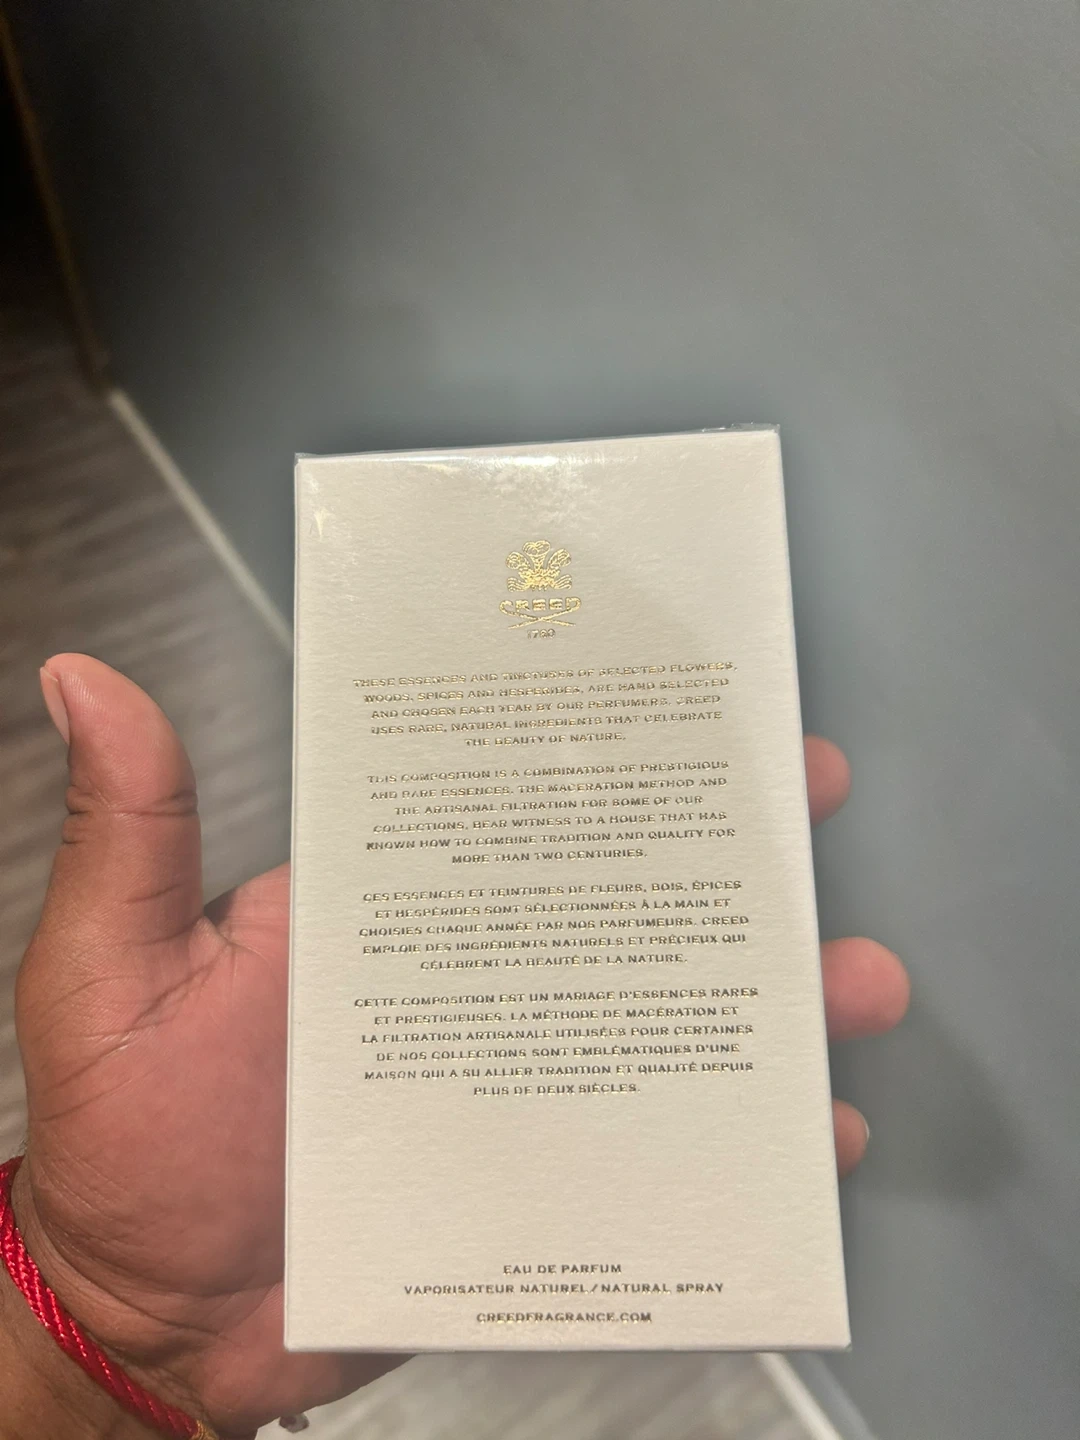 CREED
1760
THESE ESSENCES AND TINCTURES OF SELECTED FLOWERS,
WOODS, SPICES AND HESPERIDES, ARE HAND SELECTED
AND CHOSEN EACH YEAR BY OUR PERFUMERS. CREED
USES RARE, NATURAL INGREDIENTS THAT CELEBRATE
THE BEAUTY OF NATURE.
THIS COMPOSITION IS A COMBINATION OF PRESTIGIOUS
AND RARE ESSENCES. THE MACERATION METHOD AND
THE ARTISANAL FILTRATION FOR SOME OF OUR
COLLECTIONS, BEAR WITNESS TO A HOUSE THAT HAS
KNOWN HOW TO COMBINE TRADITION AND QUALITY FOR
MORE THAN TWO CENTURIES.
CES ESSENCES ET TEINTURES DE FLEURS, BOIS, ÉPICES
ET HESPÉRIDES SONT SÉLECTIONNÉES À LA MAIN ET
CHOISIES CHAQUE ANNÉE PAR NOS PARFUMEURS. CREED
EMPLOIE DES INGRÉDIENTS NATURELS ET PRÉCIEUX QUI
CÉLÈBRENT LA BEAUTÉ DE LA NATURE.
CETTE COMPOSITION EST UN MARIAGE D'ESSENCES RARES
ET PRESTIGIEUSES. LA MÉTHODE DE MACÉRATION ET
LA FILTRATION ARTISANALE UTILISÉES POUR CERTAINES
DE NOS COLLECTIONS SONT EMBLÉMATIQUES D'UNE
MAISON QUI A SU ALLIER TRADITION ET QUALITÉ DEPUIS
PLUS DE DEUX SIÈCLES.
EAU DE PARFUM
VAPORISATEUR NATUREL/NATURAL SPRAY
CREEDFRAGRANCE.COM